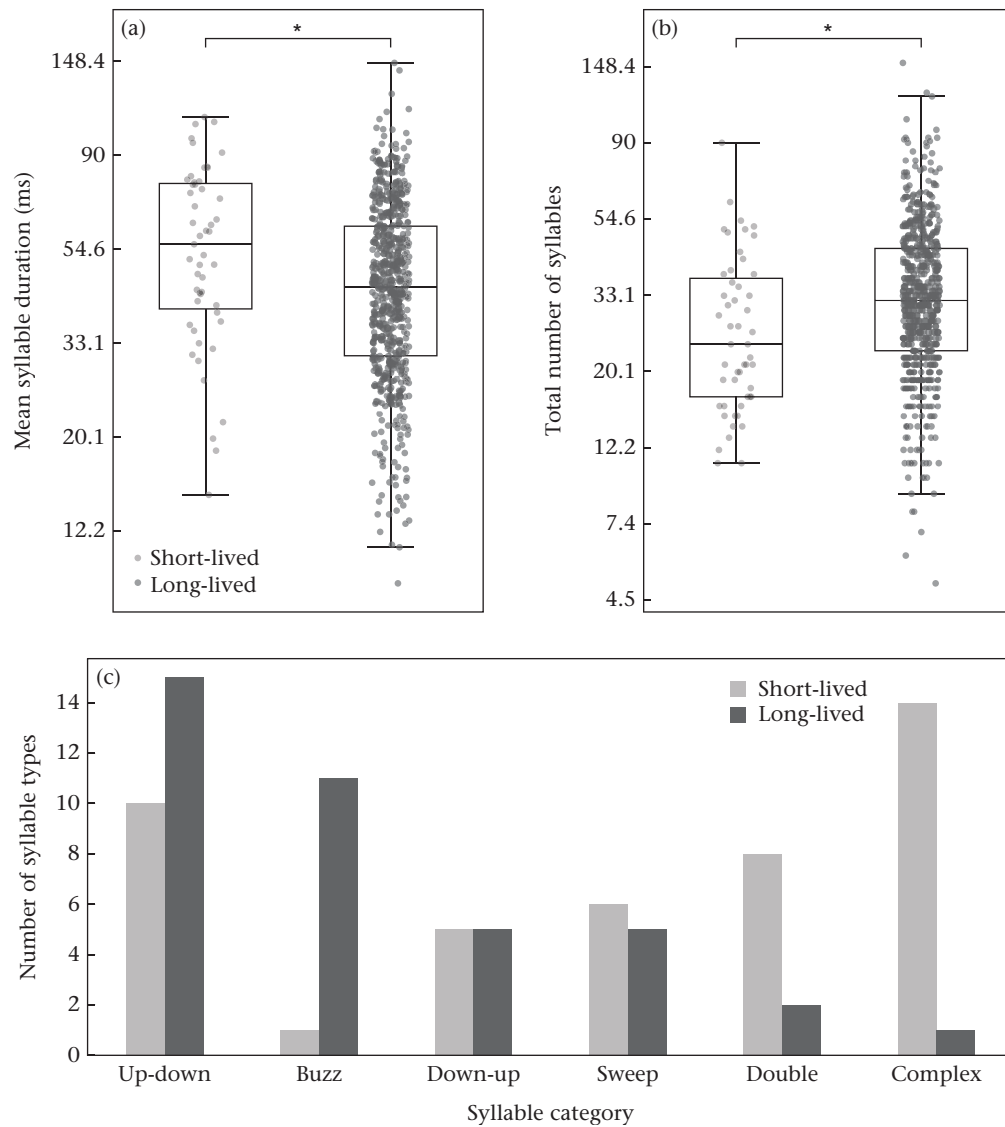 (a)
*
148.4
90
54.6
33.1
20.1
12.2
Mean syllable duration (ms)
Short-lived
Long-lived
(b)
*
148.4
90
54.6
33.1
20.1
12.2
7.4
4.5
Total number of syllables
(c)
Short-lived
Long-lived
14
12
10
8
6
4
2
0
Number of syllable types
Up-down Buzz Down-up Sweep Double Complex
Syllable category